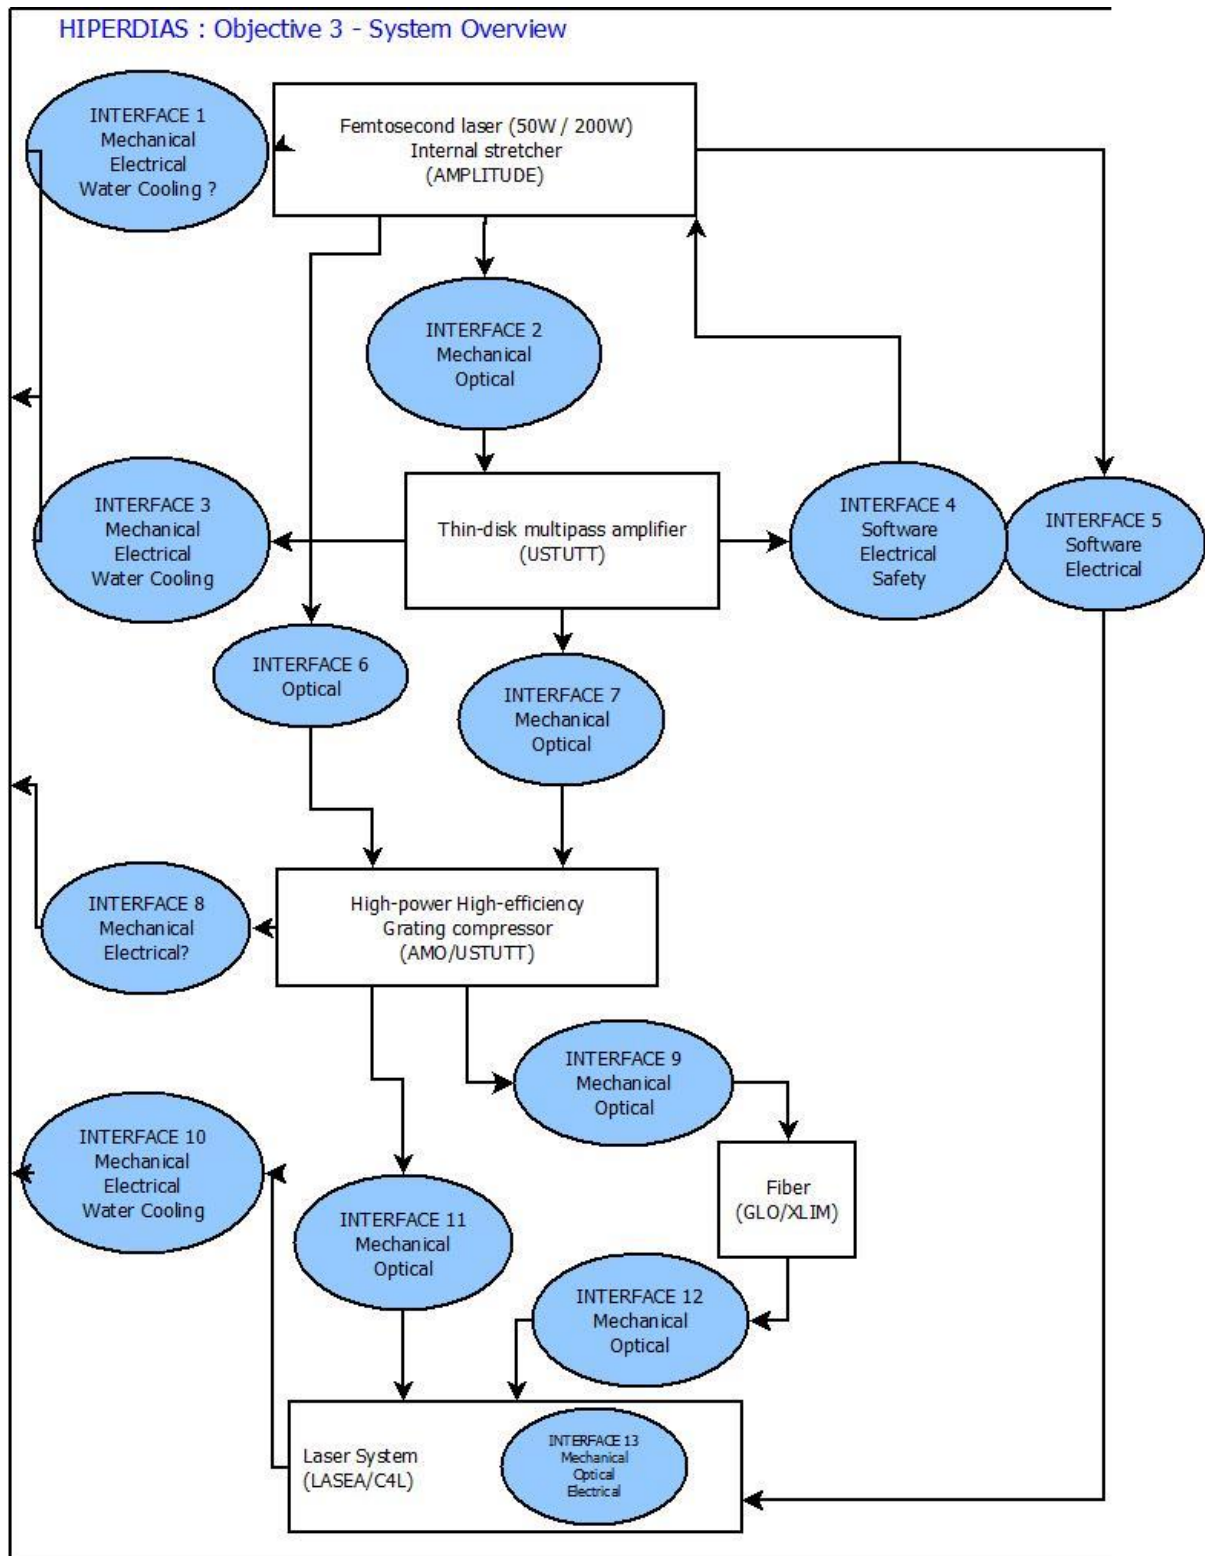 HIPERDIAS : Objective 3 - System Overview
INTERFACE 1
Mechanical
Electrical
Water Cooling ?
Femtosecond laser (50W / 200W)
Internal stretcher
(AMPLITUDE)
INTERFACE 2
Mechanical
Optical
INTERFACE 3
Mechanical
Electrical
Water Cooling
Thin-disk multipass amplifier
(USTUTT)
INTERFACE 4
Software
Electrical
Safety
INTERFACE 5
Software
Electrical
INTERFACE 6
Optical
INTERFACE 7
Mechanical
Optical
INTERFACE 8
Mechanical
Electrical?
High-power High-efficiency
Grating compressor
(AMO/USTUTT)
INTERFACE 9
Mechanical
Optical
INTERFACE 10
Mechanical
Electrical
Water Cooling
INTERFACE 11
Mechanical
Optical
Fiber
(GLO/XLIM)
INTERFACE 12
Mechanical
Optical
Laser System
(LASEA/C4L)
INTERFACE 13
Mechanical
Optical
Electrical